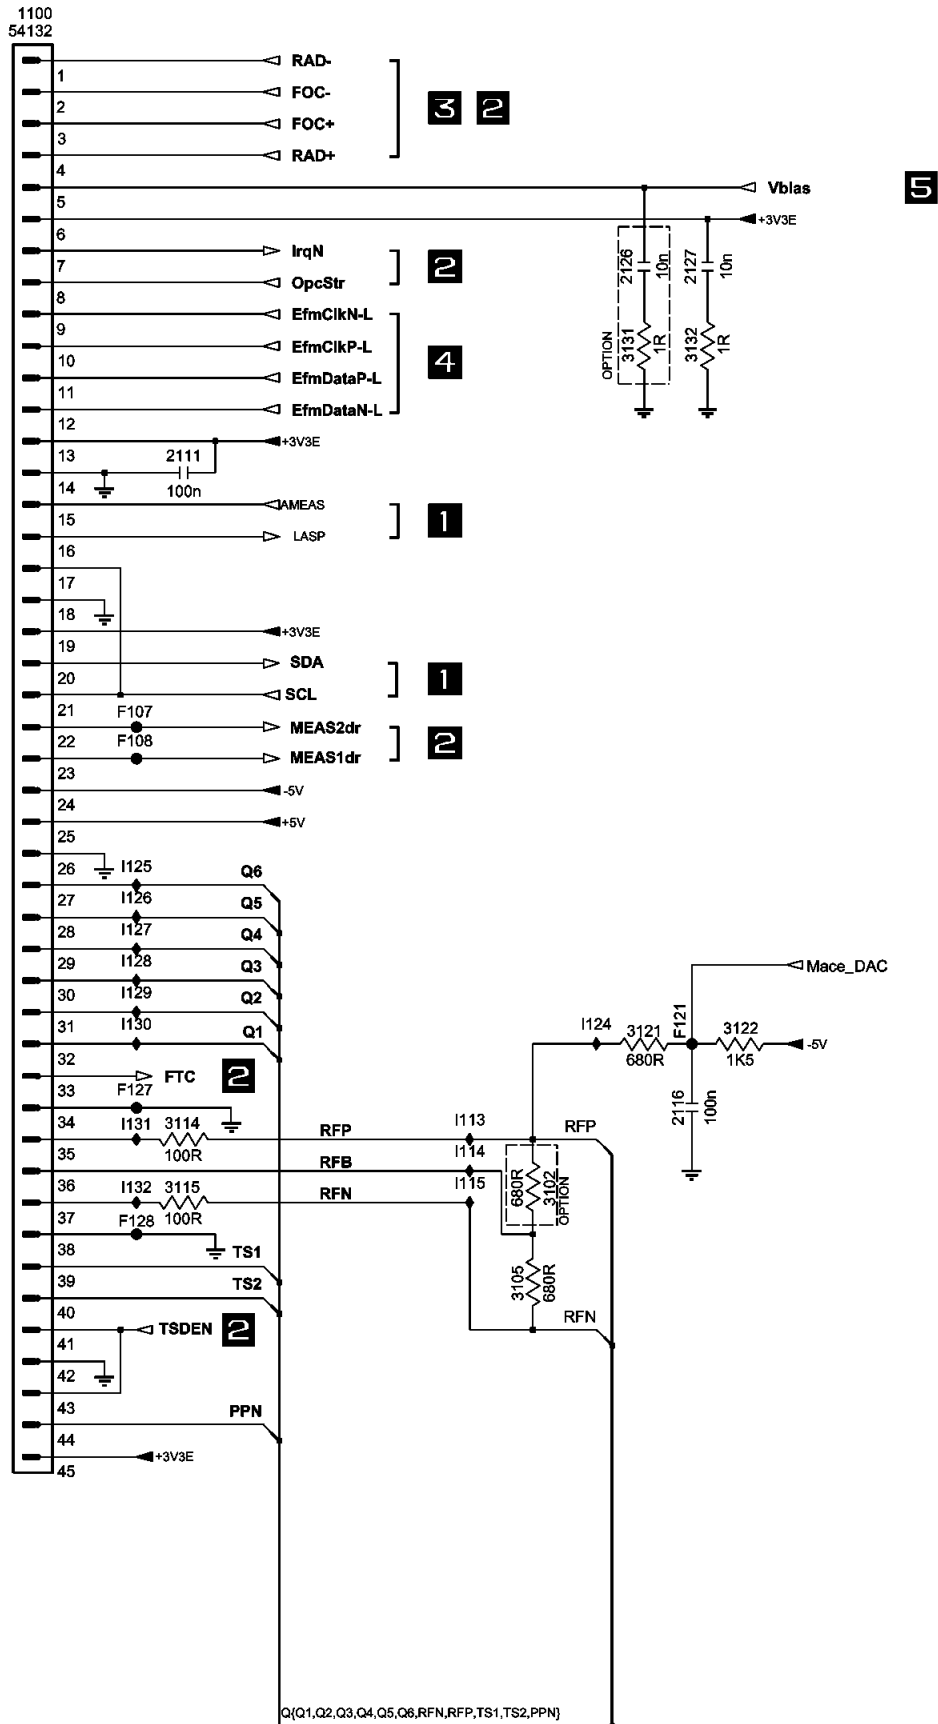 1100
54132
RAD-
1
FOC-
2
FOC+
3
RAD+
3 2
4
Vbias
5
5
+3V3E
6
IrqN
7
OpcStr
2
8
EfmClkN-L
9
EfmClkP-L
10
EfmDataP-L
4
11
EfmDataN-L
12
2126
10n
2127
10n
OPTION
3131
1R
3132
1R
+3V3E
13
2111
100n
14
AMEAS
15
LASP
1
16
17
18
+3V3E
19
SDA
20
SCL
1
21
F107
MEAS2dr
22
F108
MEAS1dr
2
23
-5V
24
+5V
25
26
I125
Q6
27
I126
Q5
28
I127
Q4
29
I128
Q3
30
I129
Q2
31
I130
Q1
32
FTC
2
33
F127
34
I131
3114
100R
RFP
I113
RFP
35
RFB
I114
36
I132
3115
100R
RFN
I115
37
F128
38
TS1
39
TS2
40
TSDEN
2
41
42
43
PPN
44
+3V3E
45
Mace_DAC
I124
3121
680R
F121
3122
1K5
-5V
2116
100n
680R
3102
OPTION
3105
680R
RFN
Q{Q1,Q2,Q3,Q4,Q5,Q6,RFN,RFP,TS1,TS2,PPN}